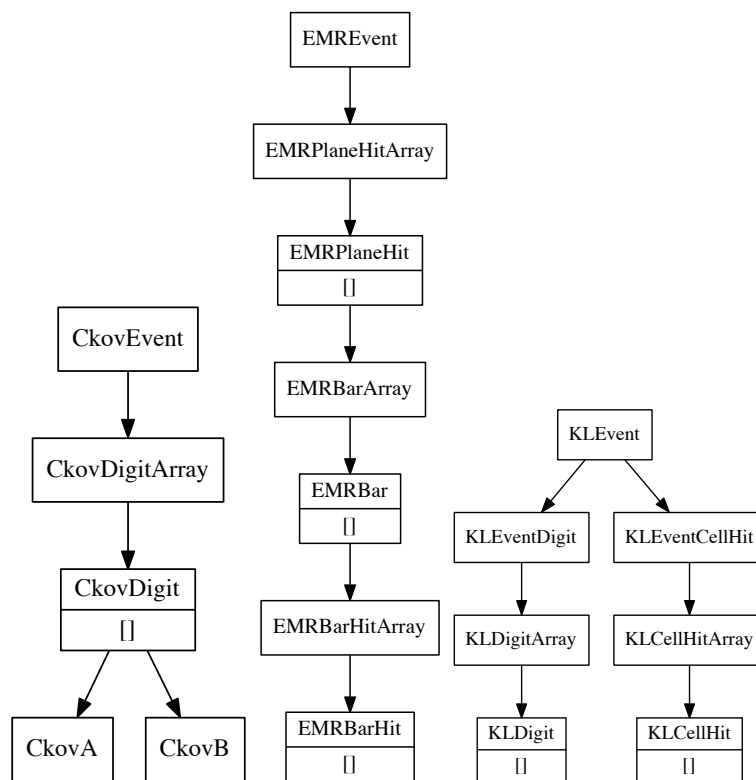 EMREvent
EMRPlaneHitArray
EMRPlaneHit
[]
EMRBarArray
EMRBar
[]
EMRBarHitArray
EMRBarHit
[]
CkovEvent
CkovDigitArray
CkovDigit
[]
CkovA
CkovB
KLEvent
KLEventDigit
KLEventCellHit
KLDigitArray
KLCellHitArray
KLDigit
[]
KLCellHit
[]